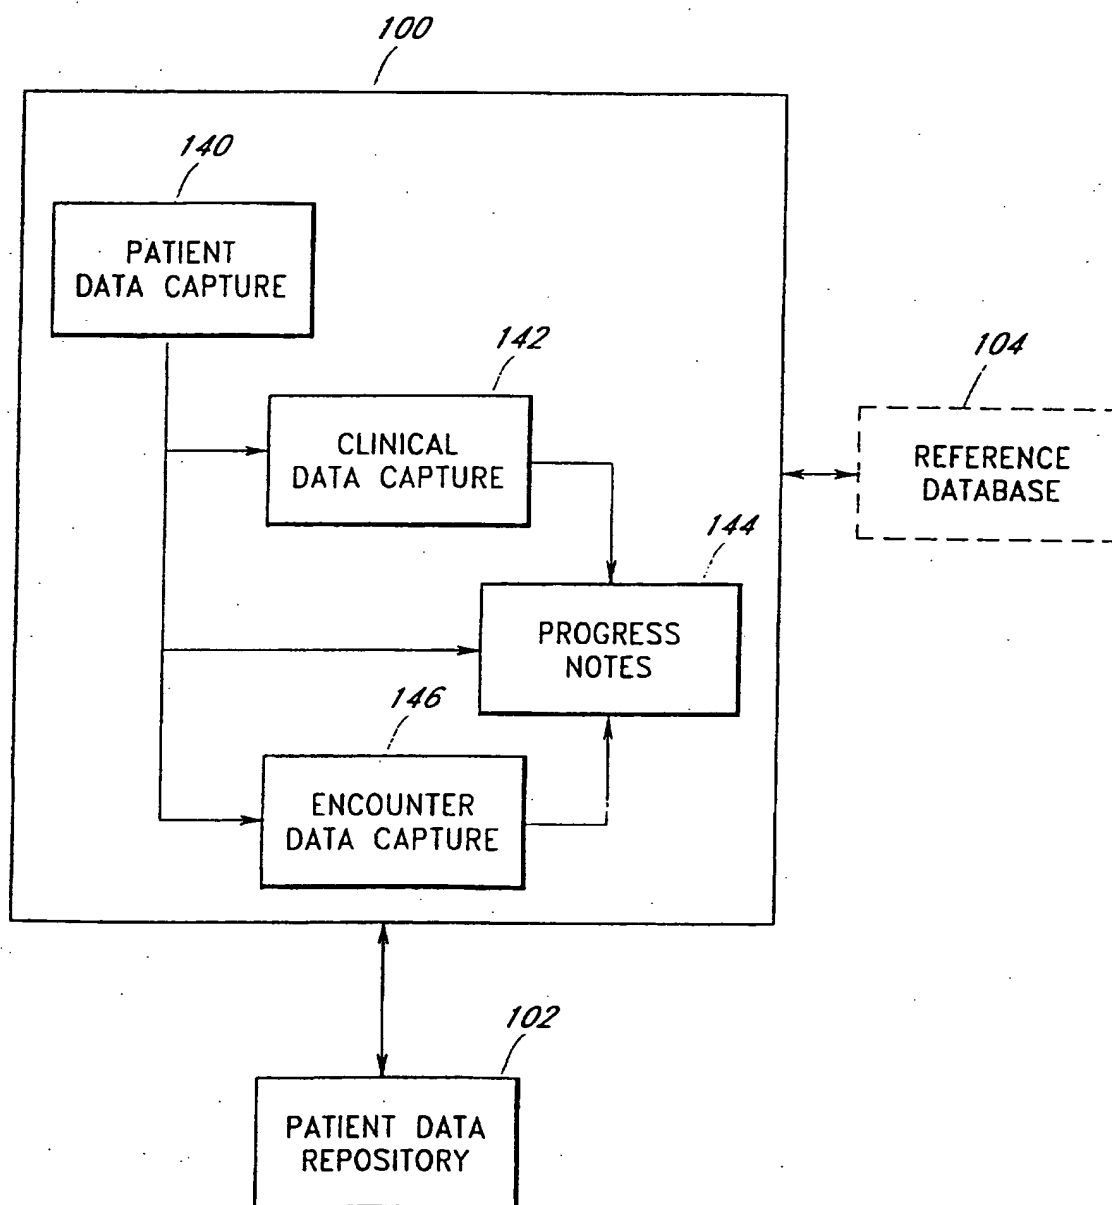 100
140
PATIENT
DATA CAPTURE
142
CLINICAL
DATA CAPTURE
104
REFERENCE
DATABASE
144
PROGRESS
NOTES
146
ENCOUNTER
DATA CAPTURE
102
PATIENT DATA
REPOSITORY